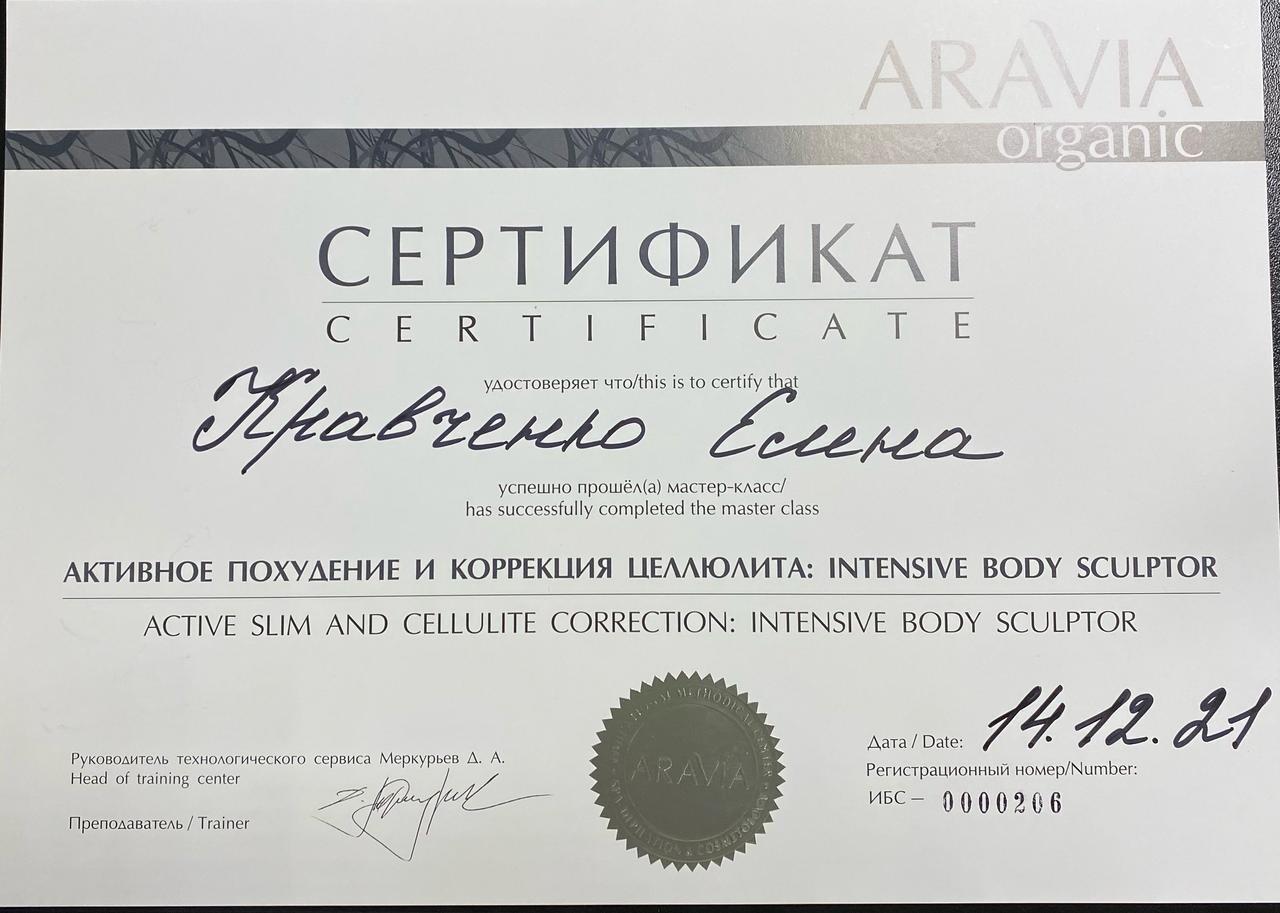 ARAVIA
organic
СЕРТИФИКАТ
CERTIFICATE
удостоверяет что/this is to certify that
Кравченко Елена
успешно прошёл(а) мастер-класс/
has successfully completed the master class
АКТИВНОЕ ПОХУДЕНИЕ И КОРРЕКЦИЯ ЦЕЛЛЮЛИТА: INTENSIVE BODY SCULPTOR
ACTIVE SLIM AND CELLULITE CORRECTION: INTENSIVE BODY SCULPTOR
Руководитель технологического сервиса Меркурьев Д. А.
Head of training center
Преподаватель / Trainer
ARAVIA
DEPILATION & COSMETOLOGY
Дата / Date: 14.12.21
Регистрационный номер/Number:
ИБС — 0000206